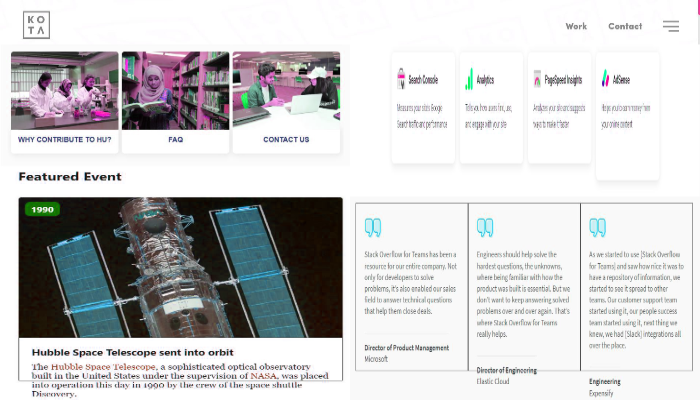 KO
TA
Work
Contact
WHY CONTRIBUTE TO HU?
FAQ
CONTACT US
Search Console
Measures your sites Google
Search traffic and performance
Analytics
Tells you how users find, use,
and engage with your site
PageSpeed Insights
Analyzes your site and suggests
ways to make it faster
AdSense
Helps you earn money from
your online content
Featured Event
1990
Hubble Space Telescope sent into orbit
The Hubble Space Telescope, a sophisticated optical observatory
built in the United States under the supervision of NASA, was placed
into operation this day in 1990 by the crew of the space shuttle
Discovery.
Stack Overflow for Teams has been a
resource for our entire company. Not
only for developers to solve
problems, it's also enabled our sales
field to answer technical questions
that help them close deals.
Director of Product Management
Microsoft
Engineers should help solve the
hardest questions, the unknowns,
where being familiar with how the
product was built is essential. But we
don't want to keep answering solved
problems over and over again. That's
where Stack Overflow for Teams
really helps.
Director of Engineering
Elastic Cloud
As we started to use [Stack Overflow
for Teams] and saw how nice it was to
have a repository of information, we
started to see it spread to other
teams. Our customer support team
started using it, our people success
team started using it, next thing we
knew, we had [Slack] integrations all
over the place.
Engineering
Expensify